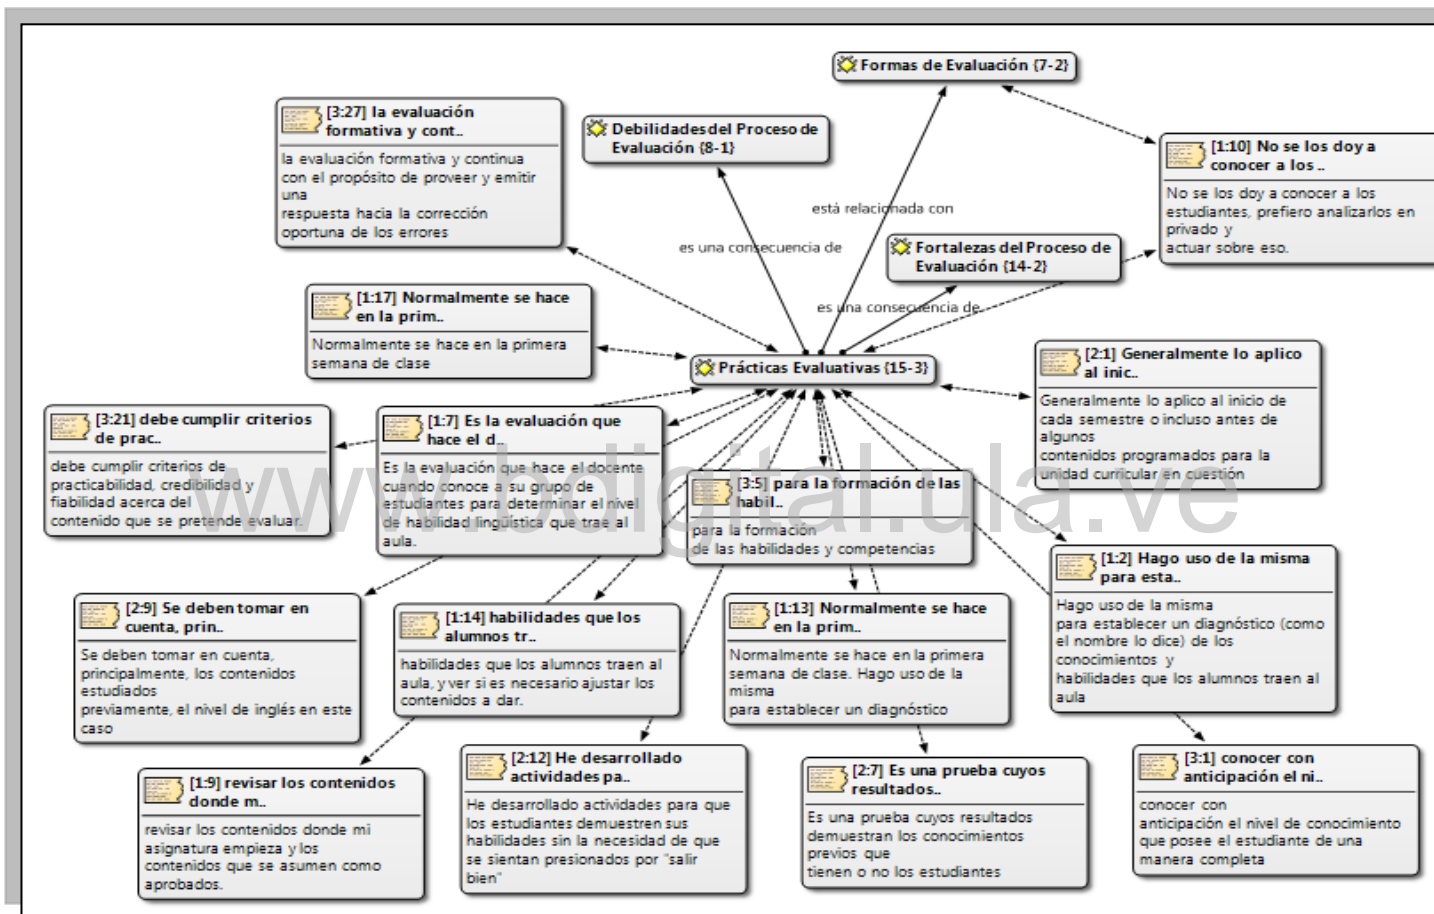 Formas de Evaluación {7-2}
[3:27] la evaluación
formativa y cont..
la evaluación formativa y continua
con el propósito de proveer y emitir
una
respuesta hacia la corrección
oportuna de los errores
Debilidades del Proceso de
Evaluación {8-1}
[1:10] No se los doy a
conocer a los ..
No se los doy a conocer a los
estudiantes, prefiero analizarlos en
privado y
actuar sobre eso.
está relacionada con
es una consecuencia de
Fortalezas del Proceso de
Evaluación {14-2}
es una consecuencia de
[1:17] Normalmente se hace
en la prim..
Normalmente se hace en la primera
semana de clase
Prácticas Evaluativas {15-3}
[2:1] Generalmente lo aplico
al inic..
Generalmente lo aplico al inicio de
cada semestre o incluso antes de
algunos
contenidos programados para la
unidad curricular en cuestión
[3:21] debe cumplir criterios
de prac..
debe cumplir criterios de
practicabilidad, credibilidad y
fiabilidad acerca del
contenido que se pretende evaluar.
[1:7] Es la evaluación que
hace el d..
Es la evaluación que hace el docente
cuando conoce a su grupo de
estudiantes para determinar el nivel
de habilidad lingüística que trae al
aula.
[3:5] para la formación de las
habil..
para la formación
de las habilidades y competencias
www.bdigital.ula.ve
[1:2] Hago uso de la misma
para esta..
Hago uso de la misma
para establecer un diagnóstico (como
el nombre lo dice) de los
conocimientos y
habilidades que los alumnos traen al
aula
[2:9] Se deben tomar en
cuenta, prin..
Se deben tomar en cuenta,
principalmente, los contenidos
estudiados
previamente, el nivel de inglés en este
caso
[1:14] habilidades que los
alumnos tr..
habilidades que los alumnos traen al
aula, y ver si es necesario ajustar los
contenidos a dar.
[1:13] Normalmente se hace
en la prim..
Normalmente se hace en la primera
semana de clase. Hago uso de la
misma
para establecer un diagnóstico
[1:9] revisar los contenidos
donde m..
revisar los contenidos donde mi
asignatura empieza y los
contenidos que se asumen como
aprobados.
[2:12] He desarrollado
actividades pa..
He desarrollado actividades para que
los estudiantes demuestren sus
habilidades sin la necesidad de que
se sientan presionados por "salir
bien"
[2:7] Es una prueba cuyos
resultados..
Es una prueba cuyos resultados
demuestran los conocimientos
previos que
tienen o no los estudiantes
[3:1] conocer con
anticipación el ni..
conocer con
anticipación el nivel de conocimiento
que posee el estudiante de una
manera completa